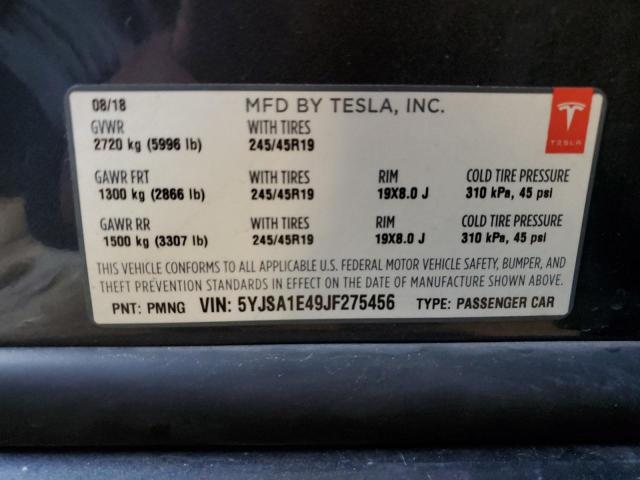 08/18 MFD BY TESLA, INC.
GVWR WITH TIRES
2720 kg (5996 lb) 245/45R19
TESLA
GAWR FRT WITH TIRES RIM COLD TIRE PRESSURE
1300 kg (2866 lb) 245/45R19 19X8.0 J 310 kPa, 45 psi
GAWR RR WITH TIRES RIM COLD TIRE PRESSURE
1500 kg (3307 lb) 245/45R19 19X8.0 J 310 kPa, 45 psi
THIS VEHICLE CONFORMS TO ALL U.S. FEDERAL MOTOR VEHICLE SAFETY, BUMPER, AND
THEFT PREVENTION STANDARDS IN EFFECT ON THE DATE OF MANUFACTURE SHOWN ABOVE.
PNT: PMNG VIN: 5YJSA1E49JF275456 TYPE: PASSENGER CAR